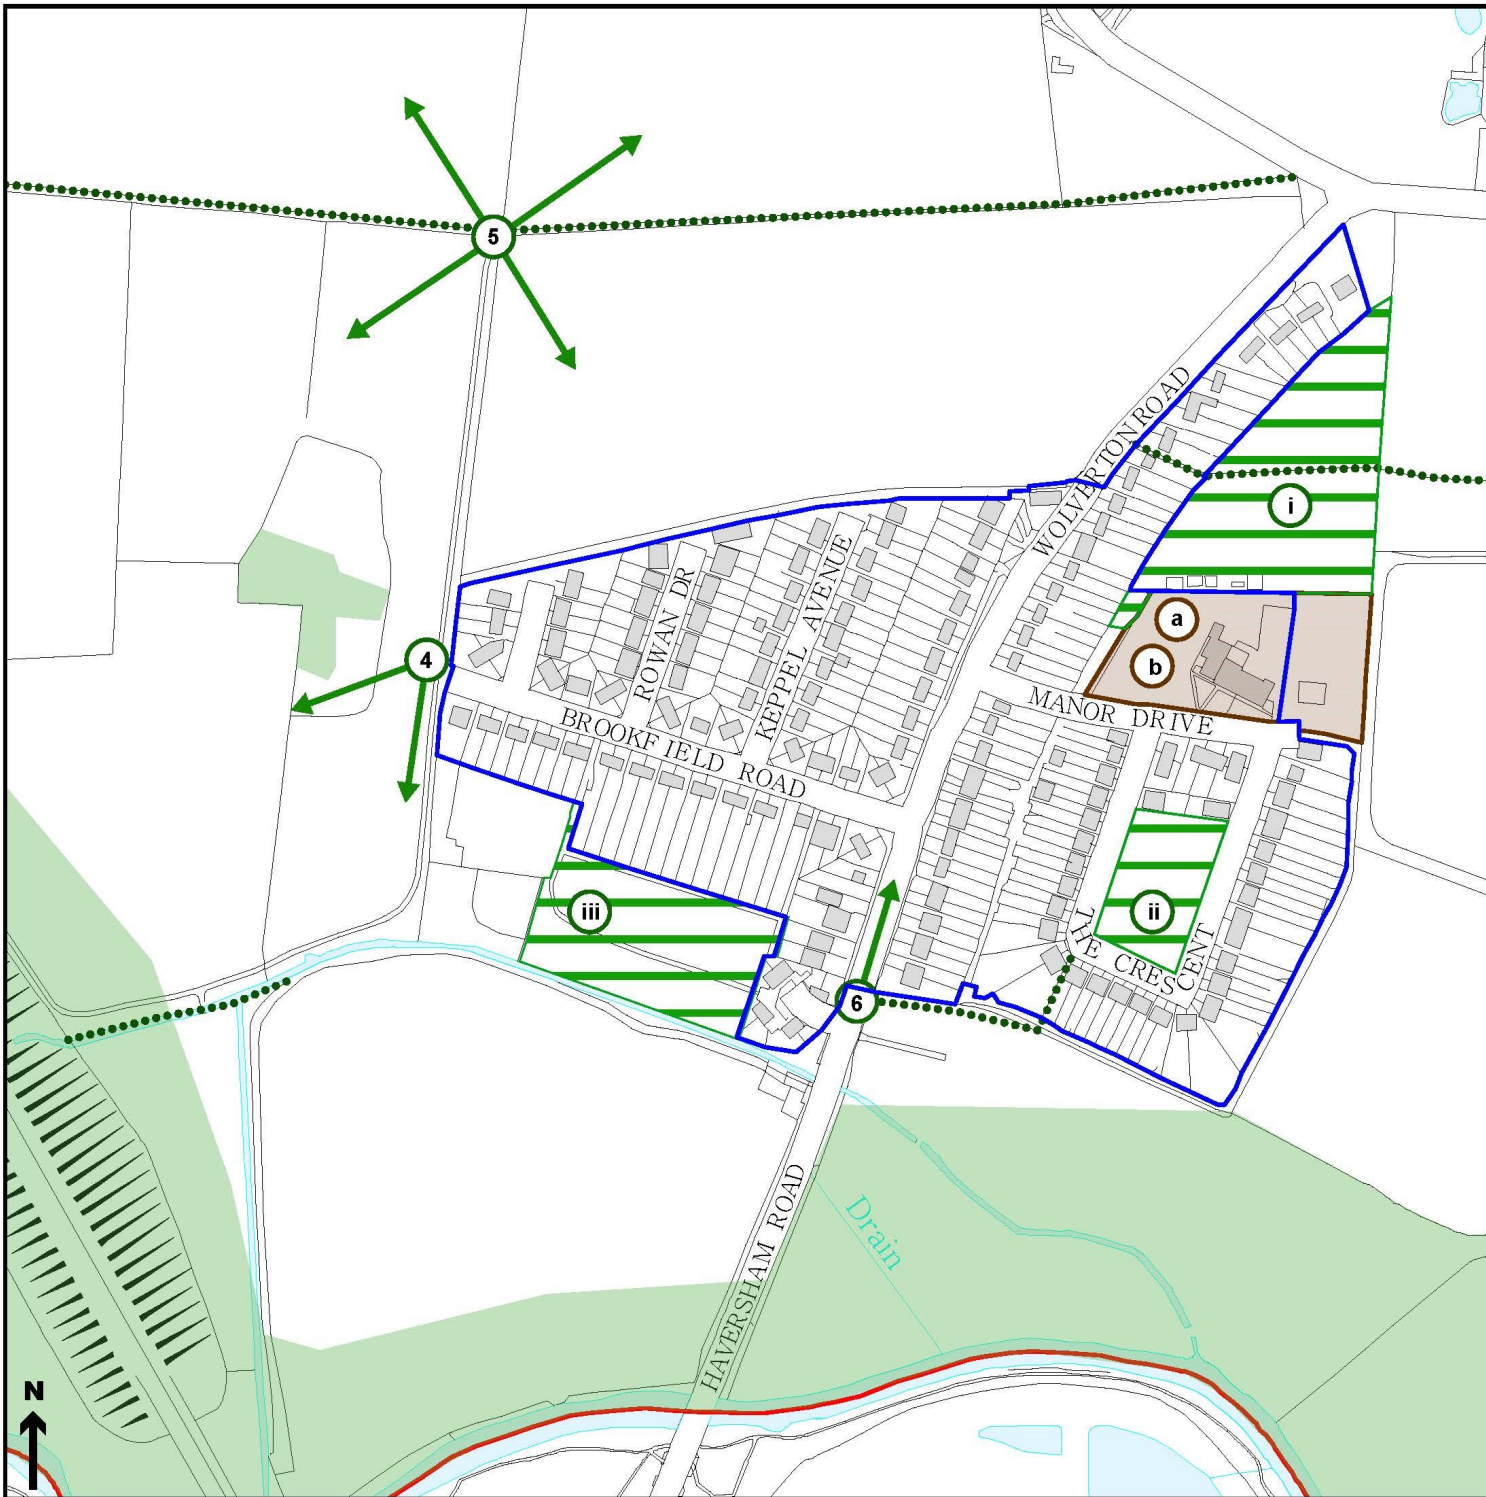 5
WOLVERTON ROAD
i
a
4
b
ROWAN DR
KEPPEL AVENUE
MANOR DRIVE
BROOKFIELD ROAD
iii
ii
THE CRESCENT
6
Drain
HAVERSHAM ROAD
N